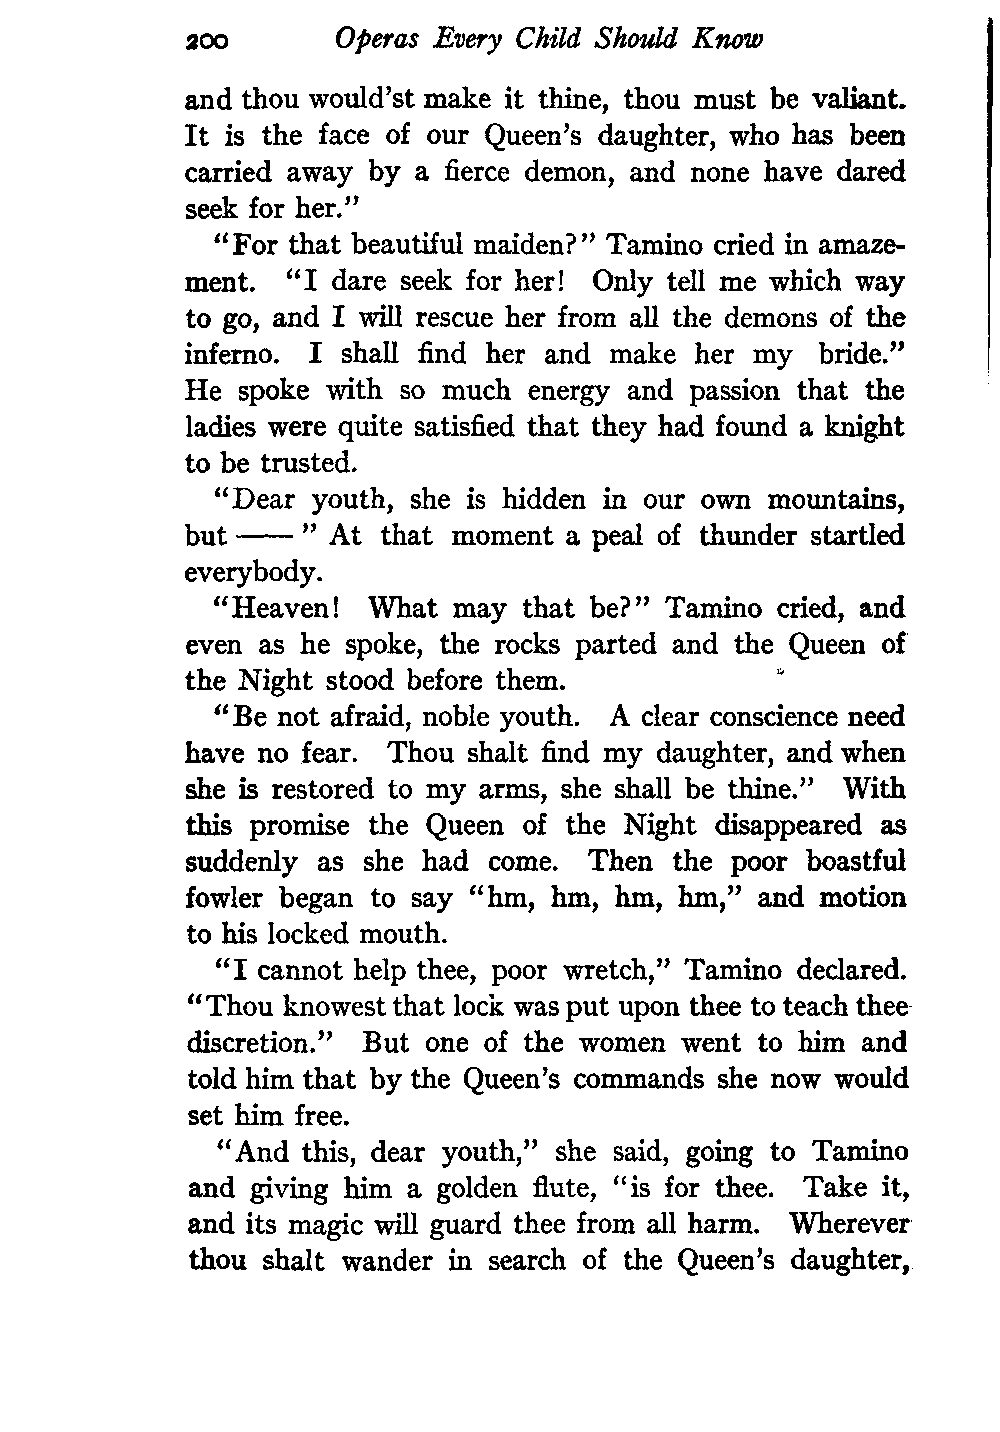 200 Operas Every Child Should Know
and thou would'st make it thine, thou must be valiant.
It is the face of our Queen's daughter, who has been
carried away by a fierce demon, and none have dared
seek for her."
"For that beautiful maiden?" Tamino cried in amaze-
ment. "I dare seek for her! Only tell me which way
to go, and I will rescue her from all the demons of the
inferno. I shall find her and make her my bride."
He spoke with so much energy and passion that the
ladies were quite satisfied that they had found a knight
to be trusted.
"Dear youth, she is hidden in our own mountains,
but —— " At that moment a peal of thunder startled
everybody.
"Heaven! What may that be?" Tamino cried, and
even as he spoke, the rocks parted and the Queen of
the Night stood before them.
"Be not afraid, noble youth. A clear conscience need
have no fear. Thou shalt find my daughter, and when
she is restored to my arms, she shall be thine." With
this promise the Queen of the Night disappeared as
suddenly as she had come. Then the poor boastful
fowler began to say "hm, hm, hm, hm," and motion
to his locked mouth.
"I cannot help thee, poor wretch," Tamino declared.
"Thou knowest that lock was put upon thee to teach thee
discretion." But one of the women went to him and
told him that by the Queen's commands she now would
set him free.
"And this, dear youth," she said, going to Tamino
and giving him a golden flute, "is for thee. Take it,
and its magic will guard thee from all harm. Wherever
thou shalt wander in search of the Queen's daughter,